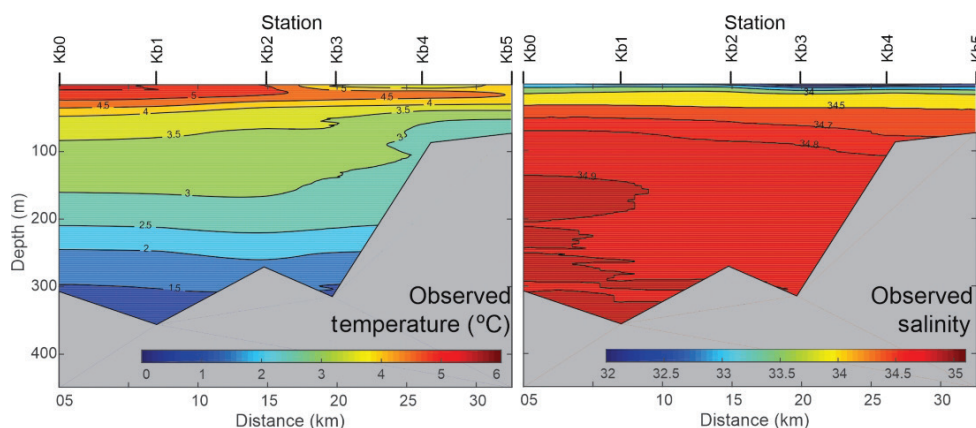 Station
Station
Kb0 Kb1 Kb2 Kb3 Kb4 Kb5
Kb0 Kb1 Kb2 Kb3 Kb4 Kb5
5
4.5
4.5
4
4
3.5
3.5
3
3
2.5
2
1.5
34
34.5
34.7
34.8
34.9
100
200
300
400
Depth (m)
Observed
temperature (°C)
Observed
salinity
0 1 2 3 4 5 6
32 32.5 33 33.5 34 34.5 35
05 10 15 20 25 30
05 10 15 20 25 30
Distance (km)
Distance (km)